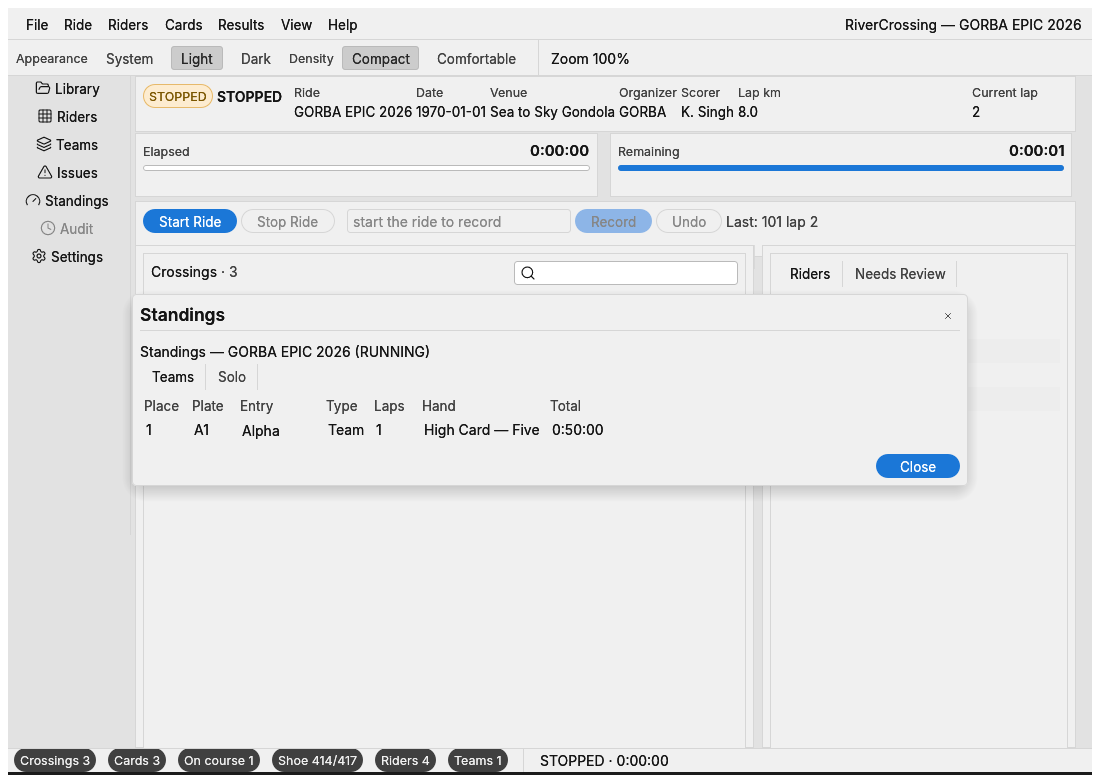 File Ride Riders Cards Results View Help RiverCrossing — GORBA EPIC 2026
Appearance System Light Dark Density Compact Comfortable Zoom 100%
Library
Riders
Teams
Issues
Standings
Audit
Settings
STOPPED STOPPED
Ride Date Venue Organizer Scorer Lap km Current lap
GORBA EPIC 2026 1970-01-01 Sea to Sky Gondola GORBA K. Singh 8.0 2
Elapsed 0:00:00 Remaining 0:00:01
Start Ride Stop Ride start the ride to record Record Undo Last: 101 lap 2
Crossings · 3 Riders Needs Review
Standings ×
Standings — GORBA EPIC 2026 (RUNNING)
Teams Solo
Place Plate Entry Type Laps Hand Total
1 A1 Alpha Team 1 High Card — Five 0:50:00
Close
Crossings 3 Cards 3 On course 1 Shoe 414/417 Riders 4 Teams 1 STOPPED · 0:00:00